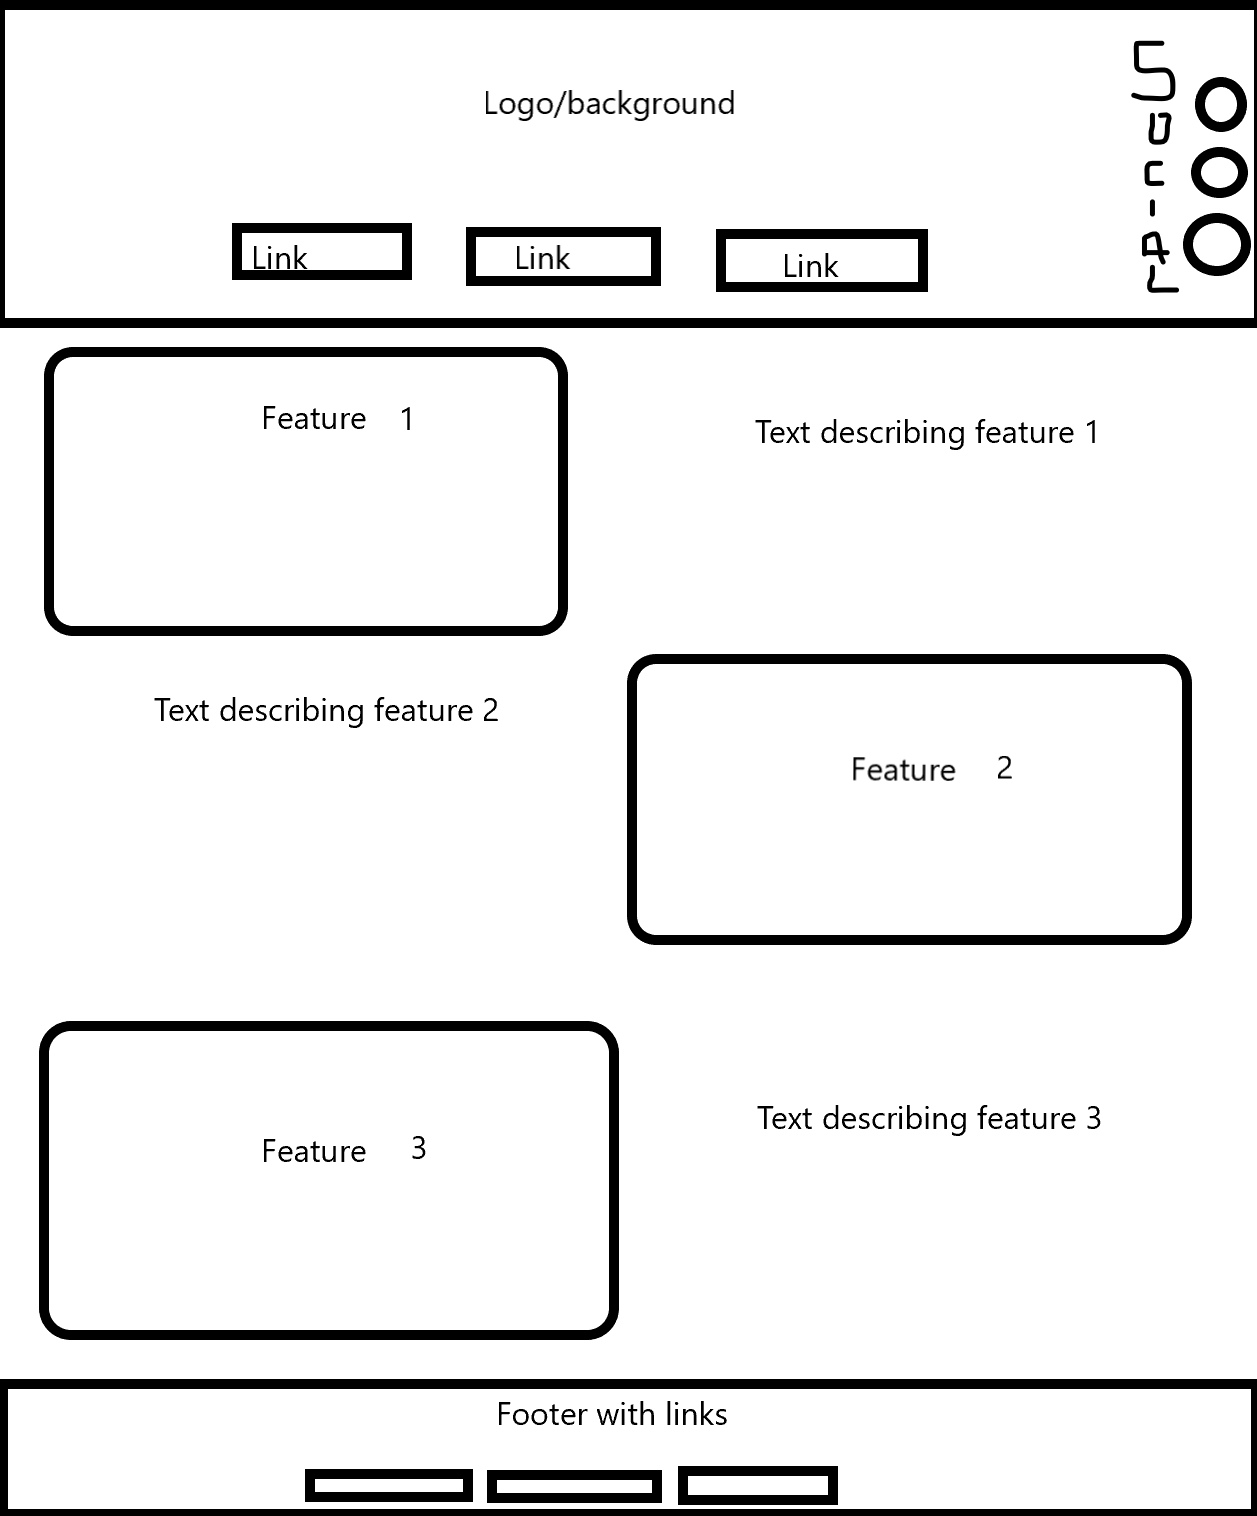 Logo/background
Social
Link
Link
Link
Feature 1
Text describing feature 1
Text describing feature 2
Feature 2
Feature 3
Text describing feature 3
Footer with links